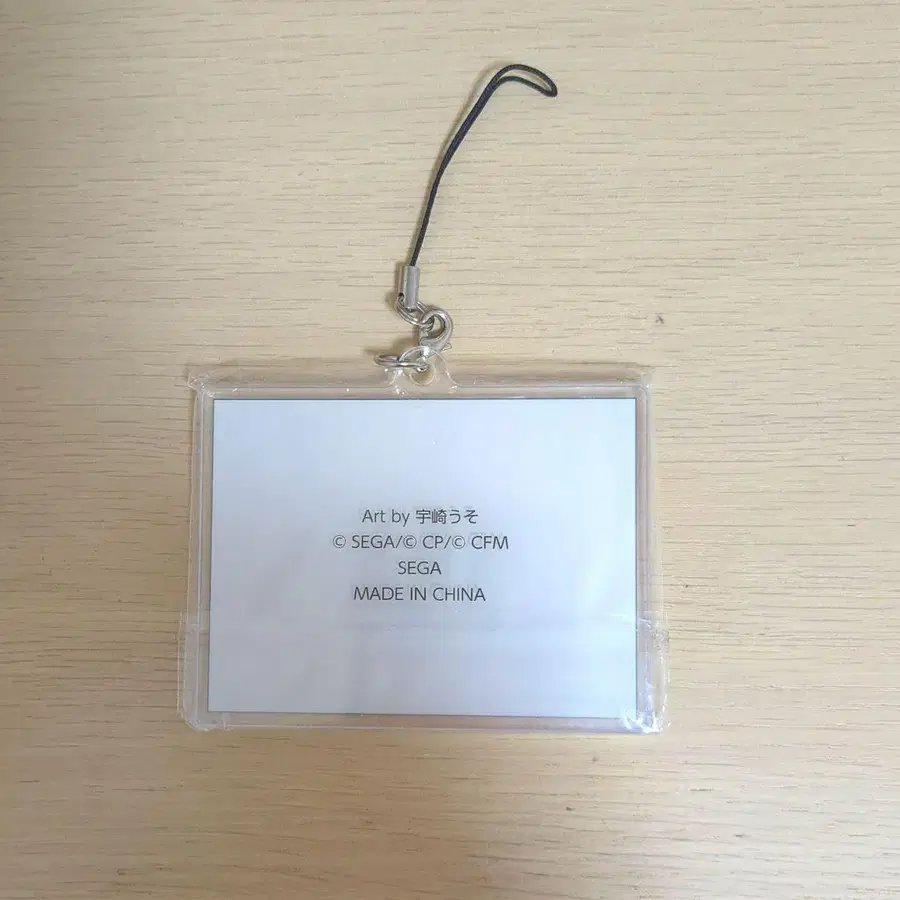 Art by 宇崎うそ
© SEGA/© CP/© CFM
SEGA
MADE IN CHINA